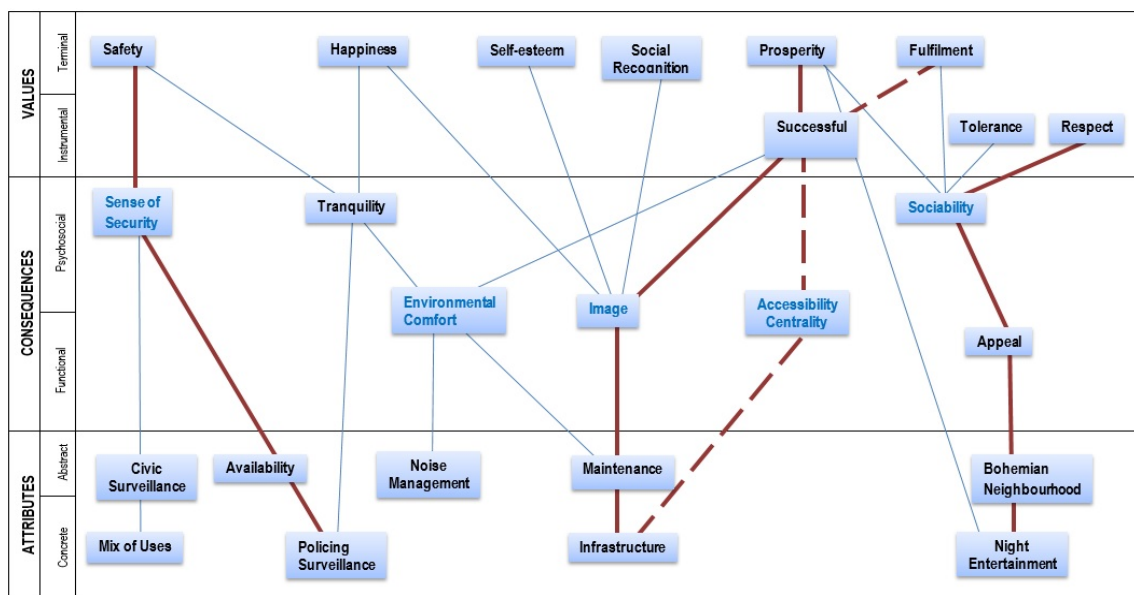 VALUES
Terminal
Safety
Happiness
Self-esteem
Social
Recognition
Prosperity
Fulfilment
Instrumental
Successful
Tolerance
Respect
CONSEQUENCES
Psychosocial
Sense of
Security
Tranquility
Sociability
Environmental
Comfort
Image
Accessibility
Centrality
Functional
Appeal
ATTRIBUTES
Abstract
Civic
Surveillance
Availability
Noise
Management
Maintenance
Bohemian
Neighbourhood
Concrete
Mix of Uses
Policing
Surveillance
Infrastructure
Night
Entertainment